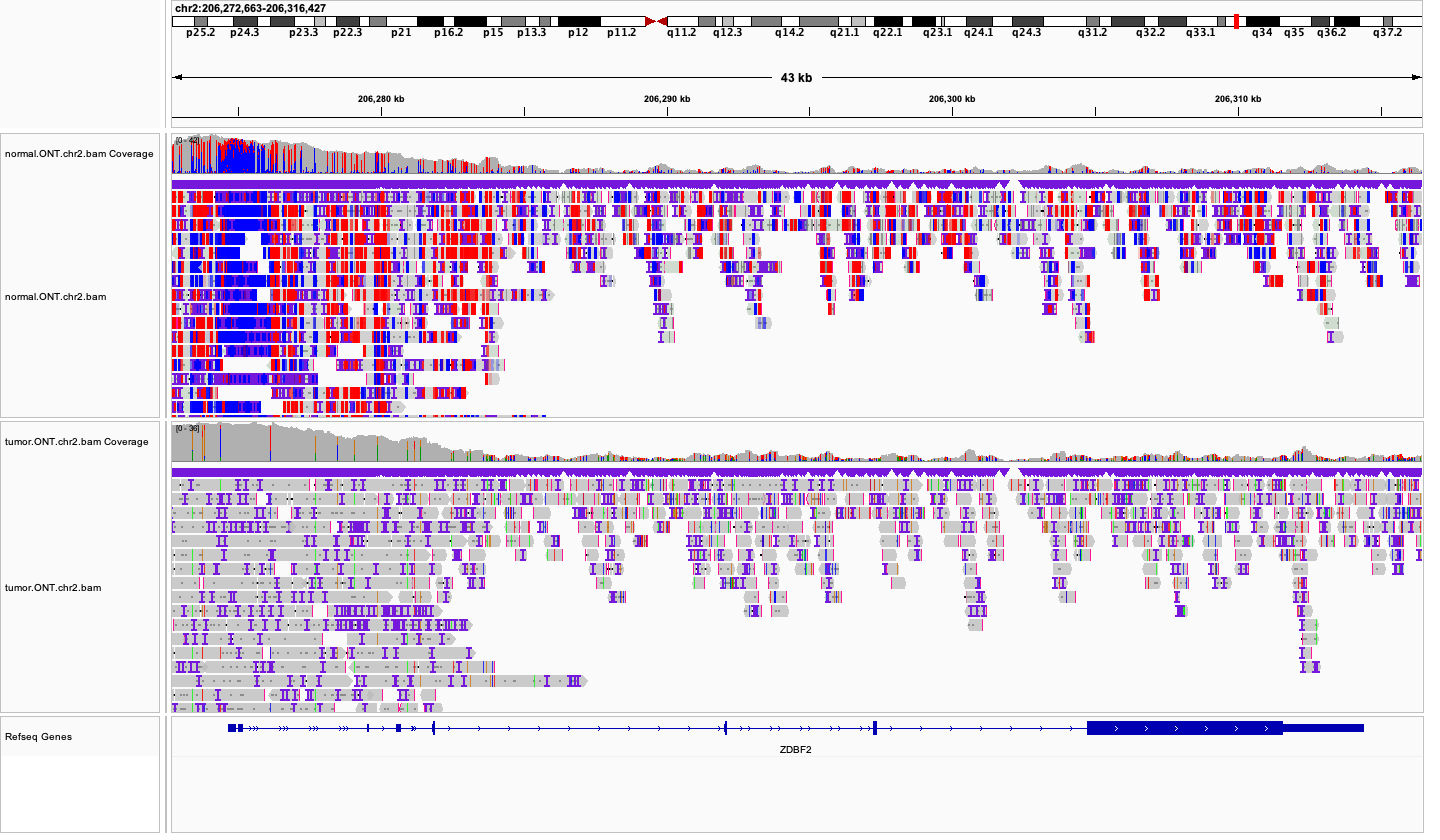 chr2:206,272,663-206,316,427
p25.2 p24.3 p23.3 p22.3 p21 p16.2 p15 p13.3 p12 p11.2 q11.2 q12.3 q14.2 q21.1 q22.1 q23.1 q24.1 q24.3 q31.2 q32.2 q33.1 q34 q35 q36.2 q37.2
43 kb
206,280 kb 206,290 kb 206,300 kb 206,310 kb
[0 - 42]
normal.ONT.chr2.bam Coverage
normal.ONT.chr2.bam
[0 - 36]
tumor.ONT.chr2.bam Coverage
tumor.ONT.chr2.bam
Refseq Genes
ZDBF2